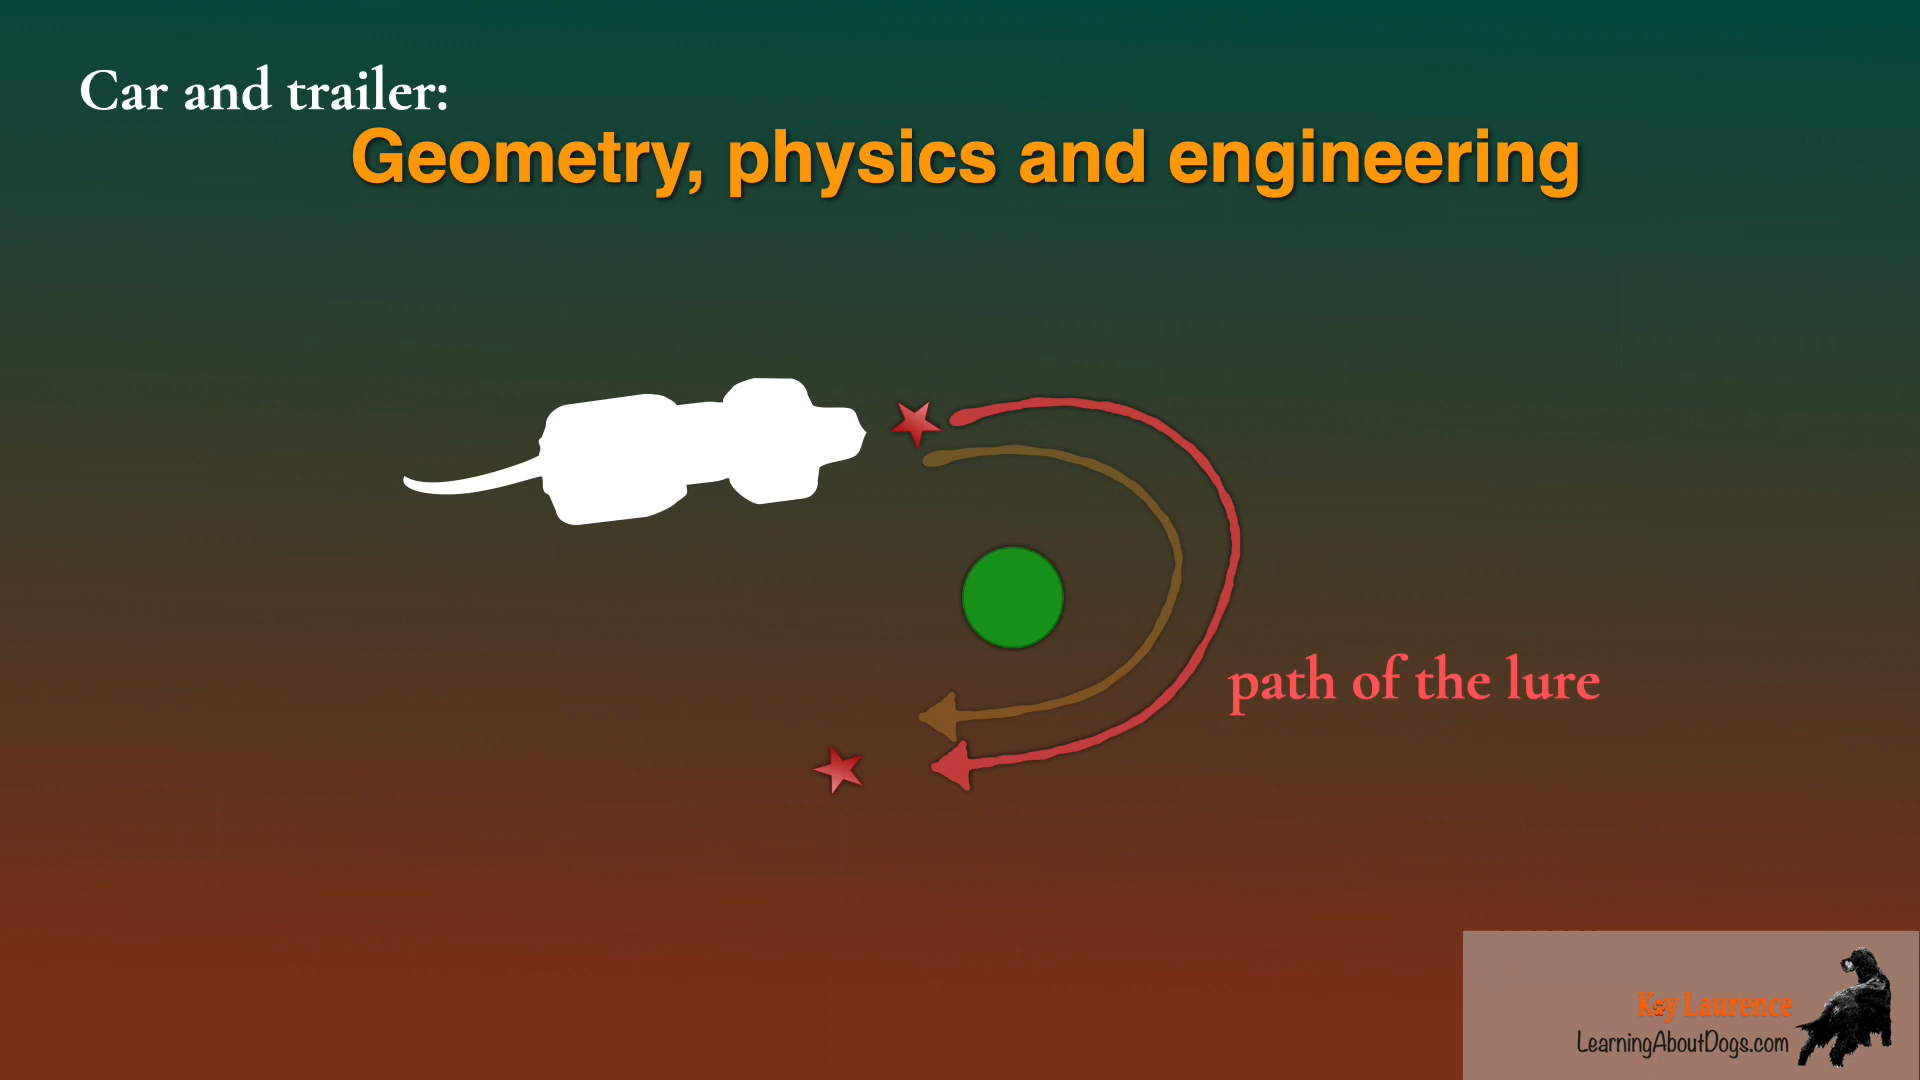 Car and trailer:
Geometry, physics and engineering
path of the lure
Kay Laurence
LearningAboutDogs.com